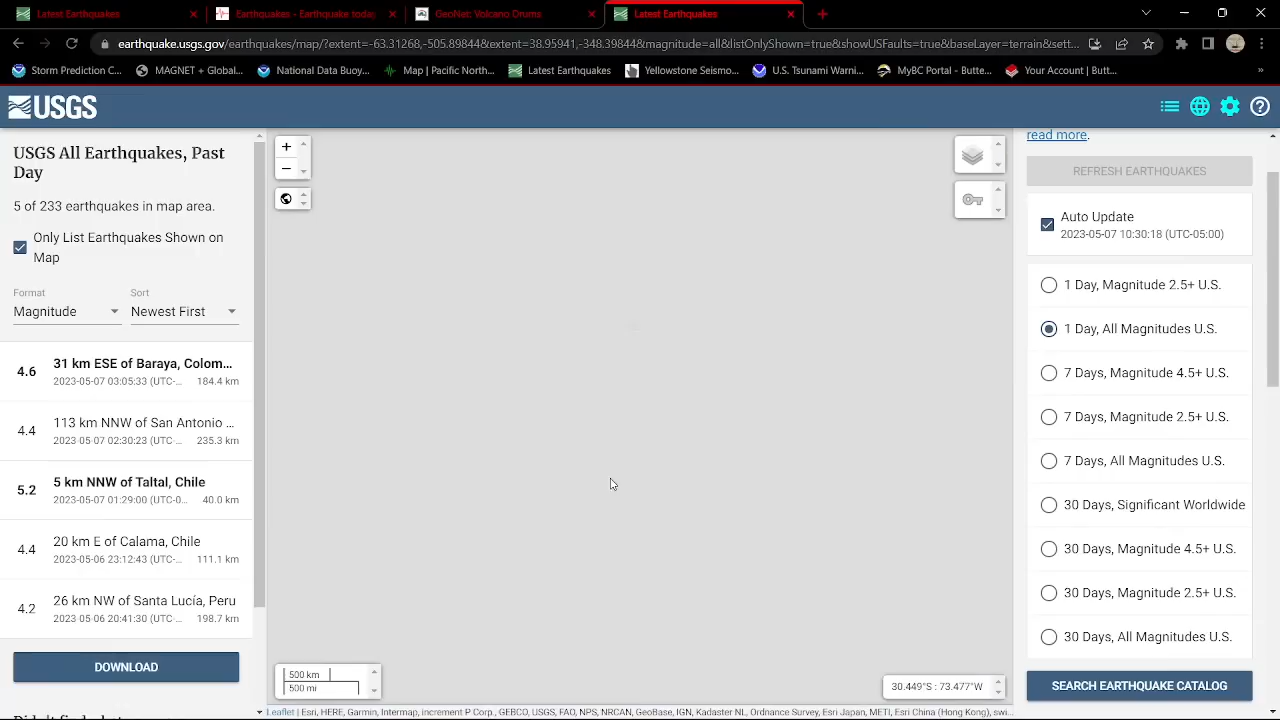 Latest Earthquakes
Earthquakes - Earthquake today
GeoNet: Volcano Drums
Latest Earthquakes
earthquake.usgs.gov/earthquakes/map/?extent=-63.31268,-505.89844&extent=38.95941,-348.398444&magnitude=all&listOnlyShown=true&showUSFaults=true&baseLayer=terrain&sett...
Storm Prediction C...
MAGNET + Global...
National Data Buoy...
Map | Pacific North...
Latest Earthquakes
Yellowstone Seismo...
U.S. Tsunami Warni...
MyBC Portal - Butte...
Your Account | Butt...
»
USGS
USGS All Earthquakes, Past
Day
5 of 233 earthquakes in map area.
Only List Earthquakes Shown on
Map
Format
Sort
Magnitude
Newest First
4.6
31 km ESE of Baraya, Colom...
2023-05-07 03:05:33 (UTC-...
184.4 km
4.4
113 km NNW of San Antonio ...
2023-05-07 02:30:23 (UTC-...
235.3 km
5.2
5 km NNW of Taltal, Chile
2023-05-07 01:29:00 (UTC-0...
40.0 km
4.4
20 km E of Calama, Chile
2023-05-06 23:12:43 (UTC-...
111.1 km
4.2
26 km NW of Santa Lucía, Peru
2023-05-06 20:41:30 (UTC-...
198.7 km
DOWNLOAD
+
−
500 km
500 mi
30.449°S : 73.477°W
Leaflet | Esri, HERE, Garmin, Intermap, increment P Corp., GEBCO, USGS, FAO, NPS, NRCAN, GeoBase, IGN, Kadaster NL, Ordnance Survey, Esri Japan, METI, Esri China (Hong Kong), swi...
read more.
REFRESH EARTHQUAKES
Auto Update
2023-05-07 10:30:18 (UTC-05:00)
1 Day, Magnitude 2.5+ U.S.
1 Day, All Magnitudes U.S.
7 Days, Magnitude 4.5+ U.S.
7 Days, Magnitude 2.5+ U.S.
7 Days, All Magnitudes U.S.
30 Days, Significant Worldwide
30 Days, Magnitude 4.5+ U.S.
30 Days, Magnitude 2.5+ U.S.
30 Days, All Magnitudes U.S.
SEARCH EARTHQUAKE CATALOG